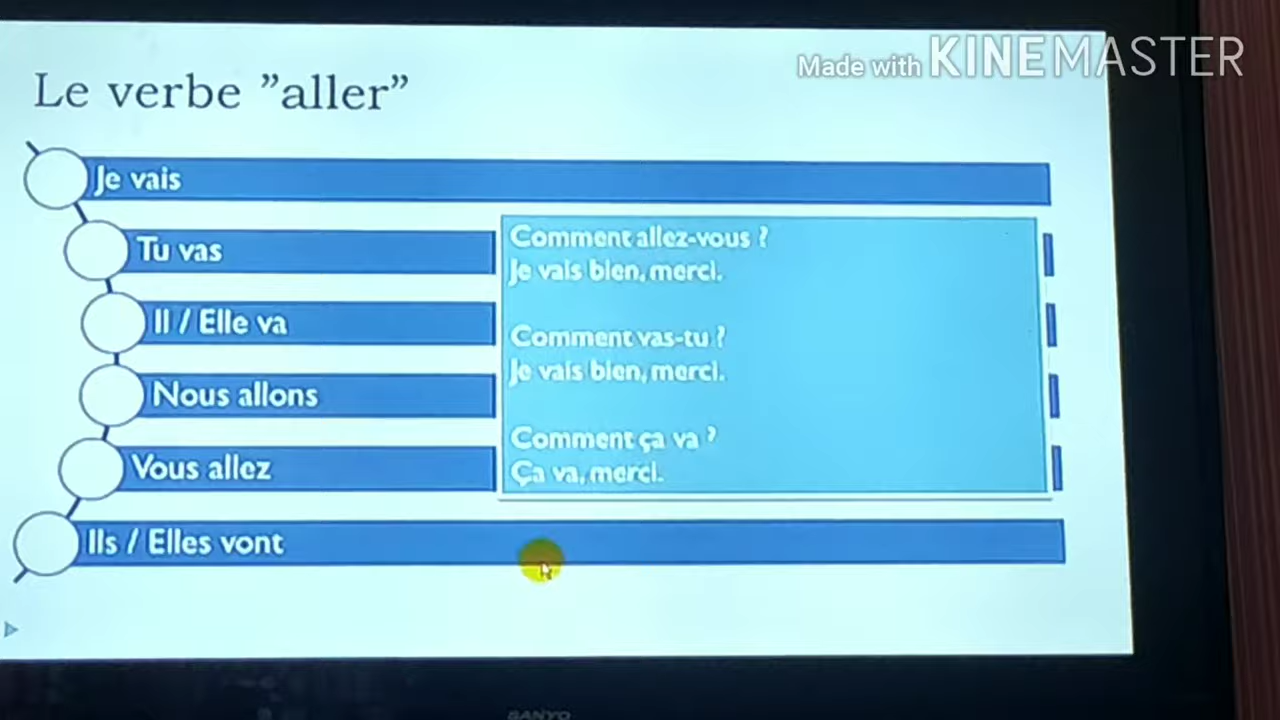 Made with KINEMASTER
Le verbe ”aller”
Je vais
Tu vas
Il / Elle va
Nous allons
Vous allez
Ils / Elles vont
Comment allez-vous ?
Je vais bien, merci.
Comment vas-tu ?
Je vais bien, merci.
Comment ça va ?
Ça va, merci.
SANYO